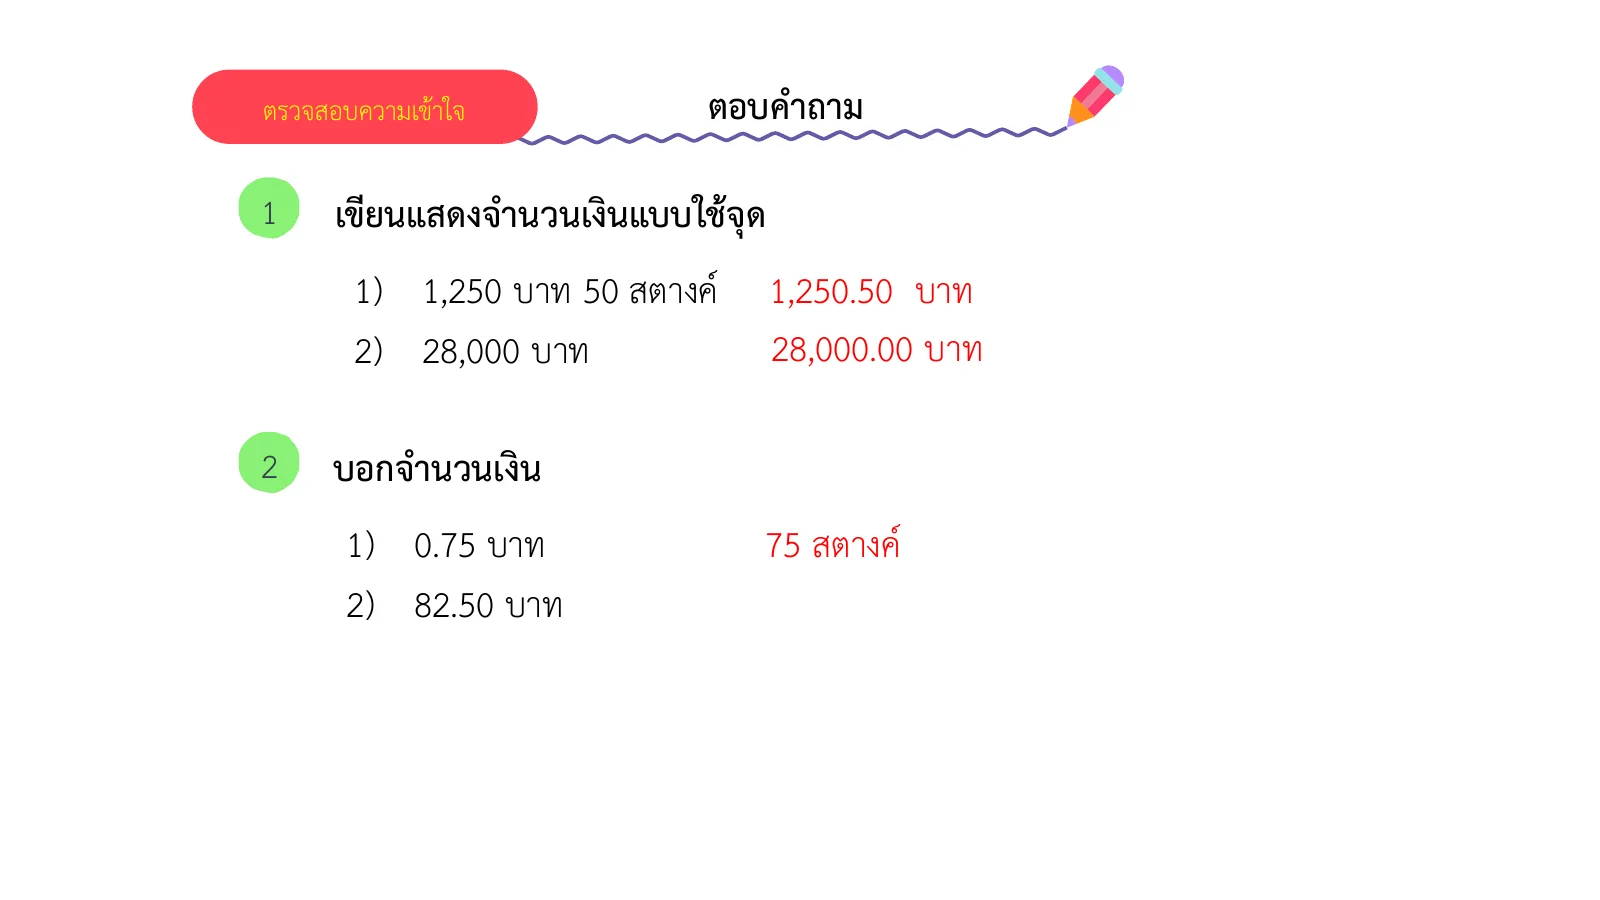 ตรวจสอบความเข้าใจ ตอบคำถาม
1 เขียนแสดงจำนวนเงินแบบใช้จุด
1) 1,250 บาท 50 สตางค์ 1,250.50 บาท
2) 28,000 บาท 28,000.00 บาท
2 บอกจำนวนเงิน
1) 0.75 บาท 75 สตางค์
2) 82.50 บาท